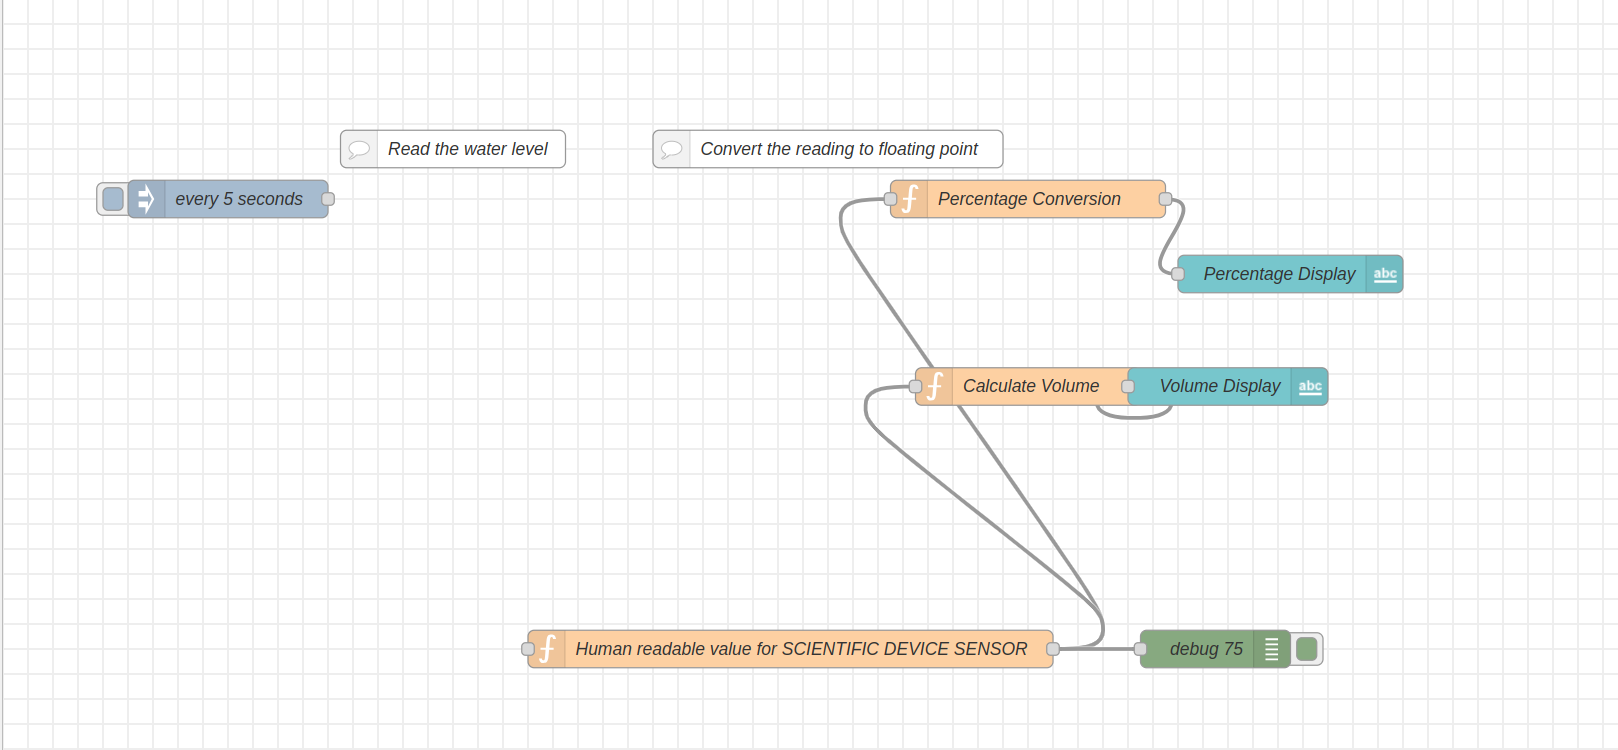 Read the water level
Convert the reading to floating point
every 5 seconds
Percentage Conversion
Percentage Display
abc
Calculate Volume
Volume Display
abc
Human readable value for SCIENTIFIC DEVICE SENSOR
debug 75